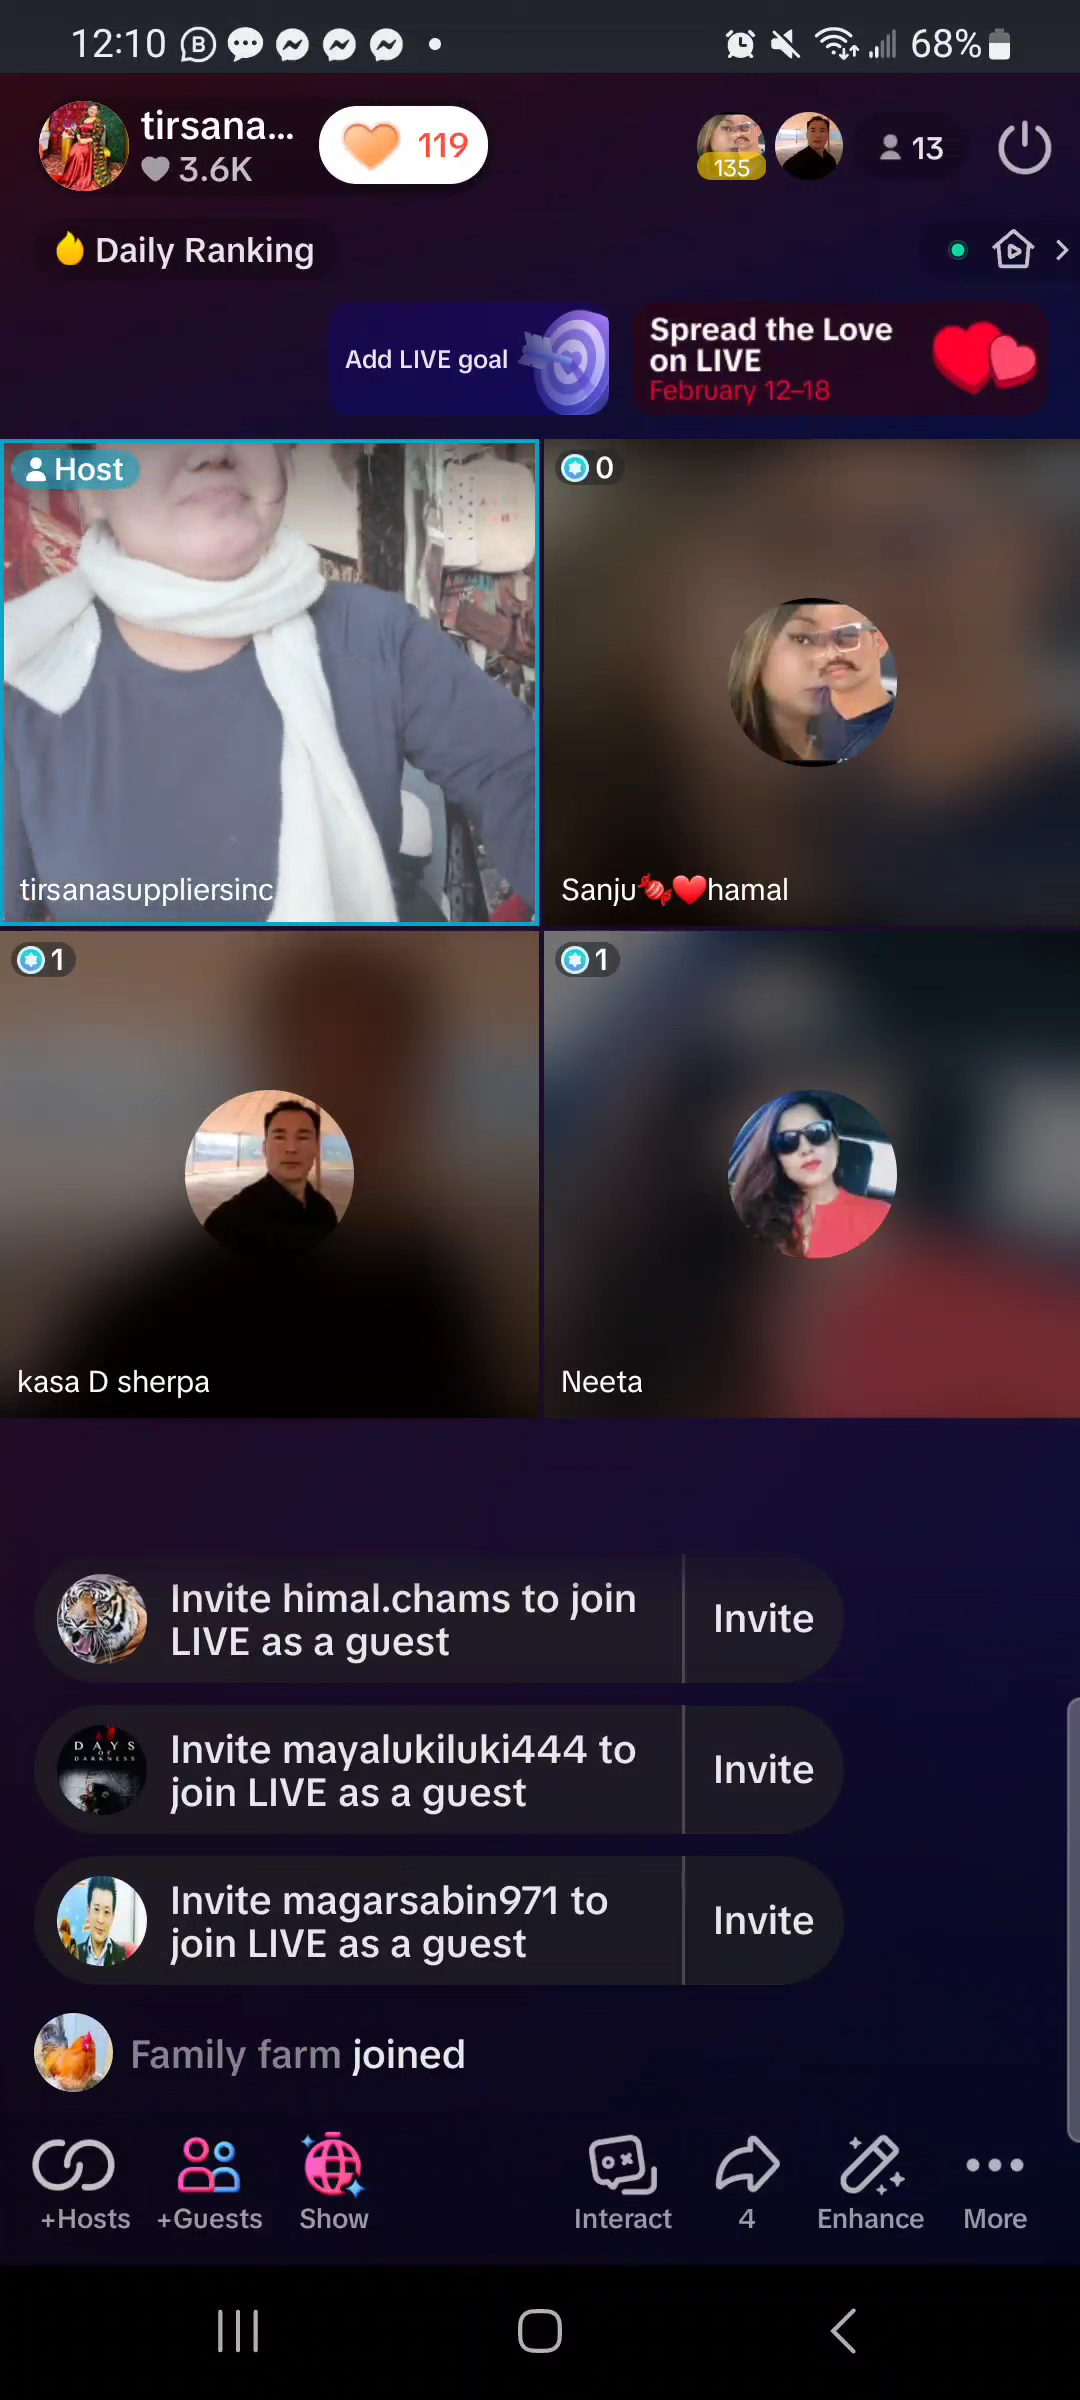 12:10
68%
tirsana...
3.6K
119
135
13
Daily Ranking
Add LIVE goal
Spread the Love
on LIVE
February 12–18
Host
tirsanasuppliersinc
0
Sanju🍬❤️hamal
1
kasa D sherpa
1
Neeta
Invite himal.chams to join
LIVE as a guest
Invite
DAYS
OF
DARKNESS
Invite mayalukiluki444 to
join LIVE as a guest
Invite
Invite magarsabin971 to
join LIVE as a guest
Invite
Family farm joined
+Hosts
+Guests
Show
Interact
4
Enhance
More